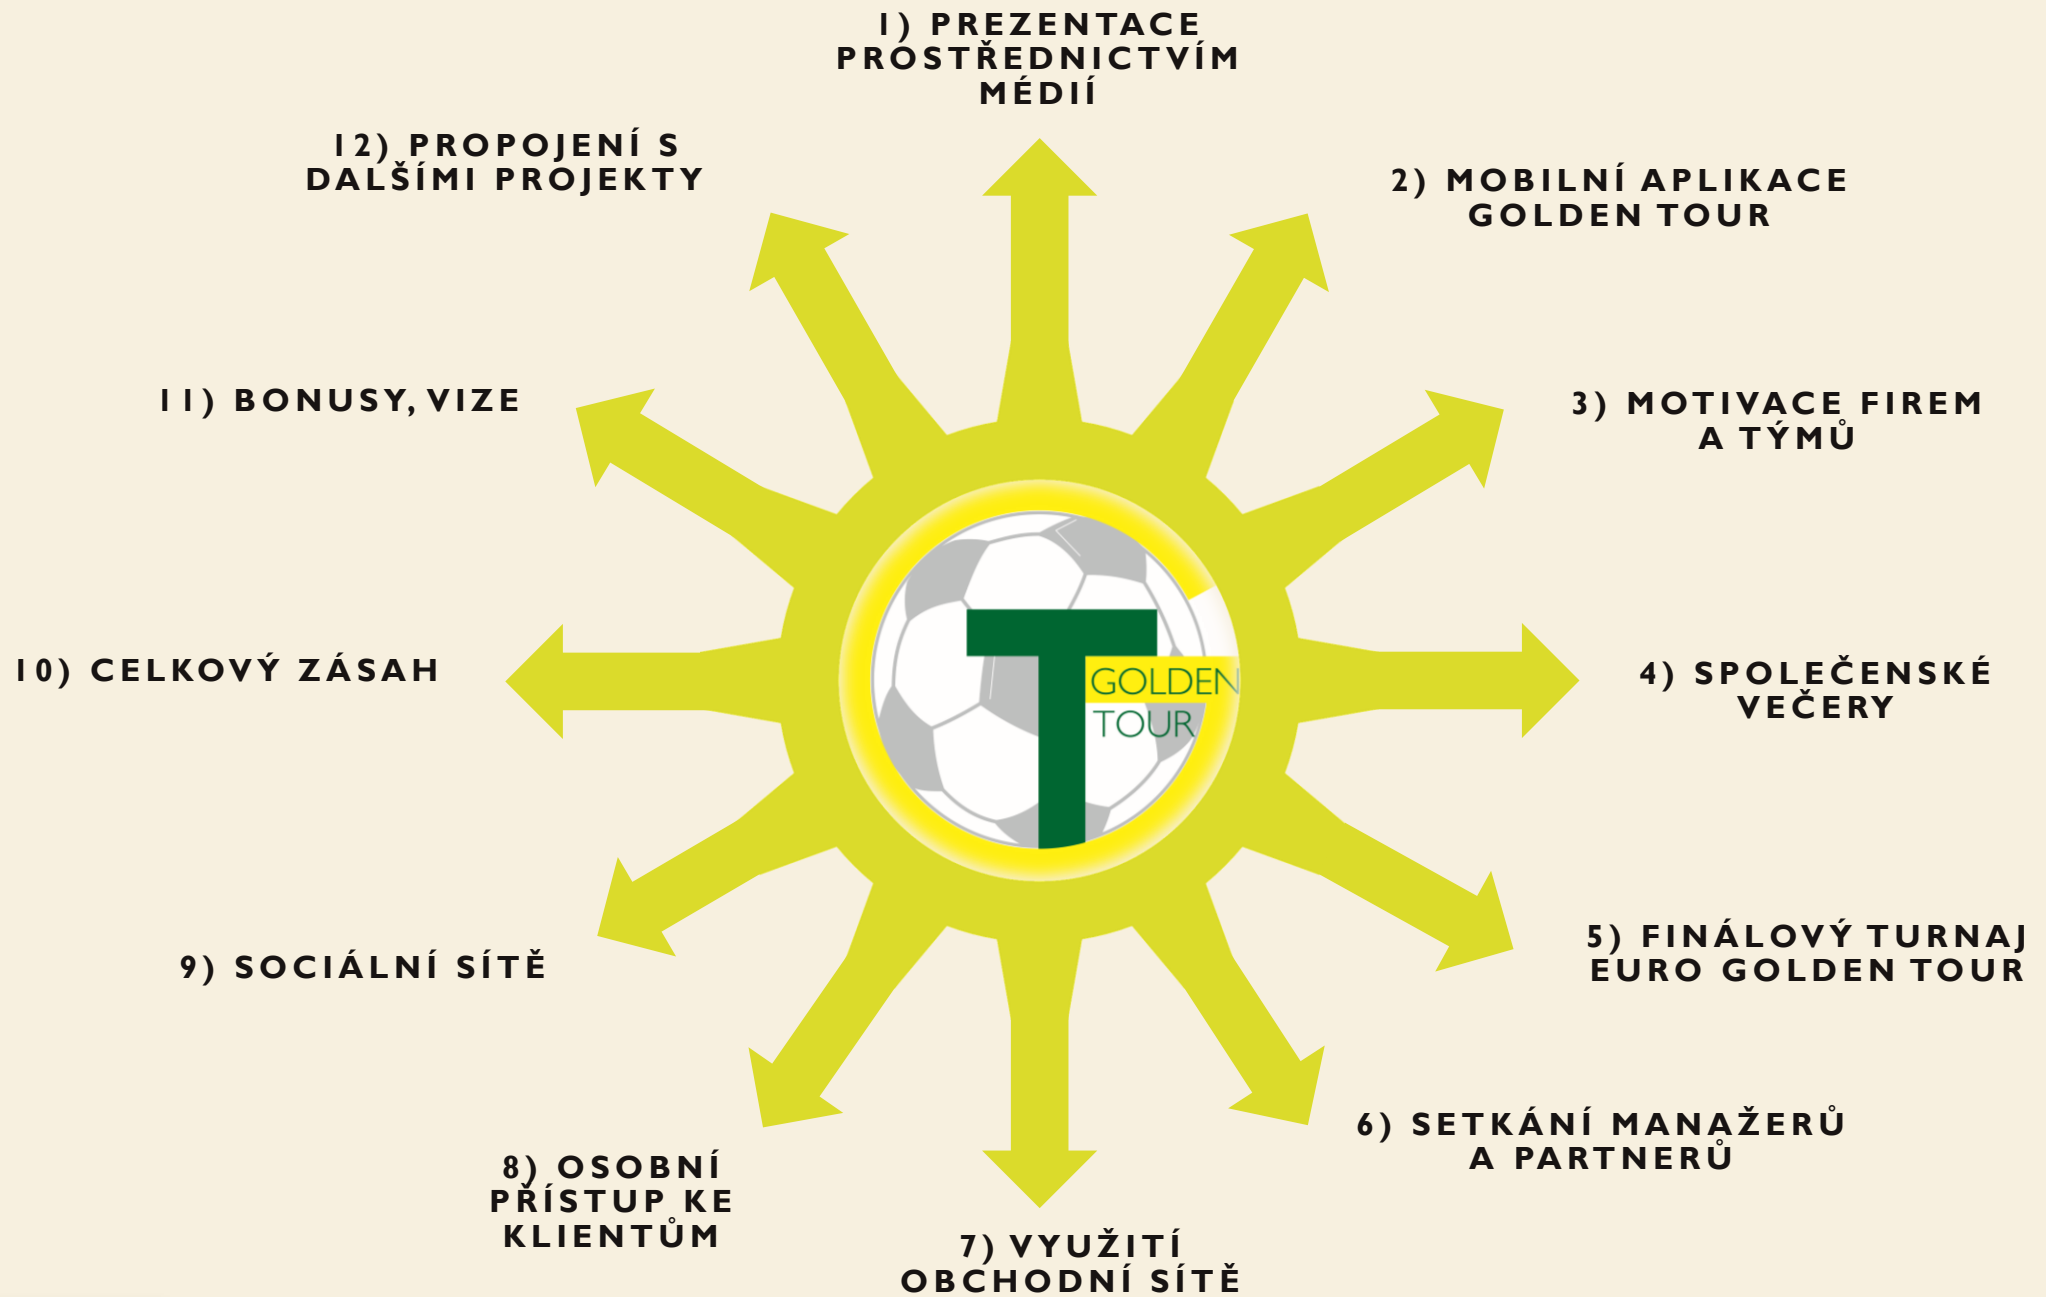 1) PREZENTACE
PROSTŘEDNICTVÍM
MÉDIÍ
2) MOBILNÍ APLIKACE
GOLDEN TOUR
3) MOTIVACE FIREM
A TÝMŮ
4) SPOLEČENSKÉ
VEČERY
5) FINÁLOVÝ TURNAJ
EURO GOLDEN TOUR
6) SETKÁNÍ MANAŽERŮ
A PARTNERŮ
7) VYUŽITÍ
OBCHODNÍ SÍTĚ
8) OSOBNÍ
PŘÍSTUP KE
KLIENTŮM
9) SOCIÁLNÍ SÍTĚ
10) CELKOVÝ ZÁSAH
11) BONUSY, VIZE
12) PROPOJENÍ S
DALŠÍMI PROJEKTY
T
GOLDEN
TOUR